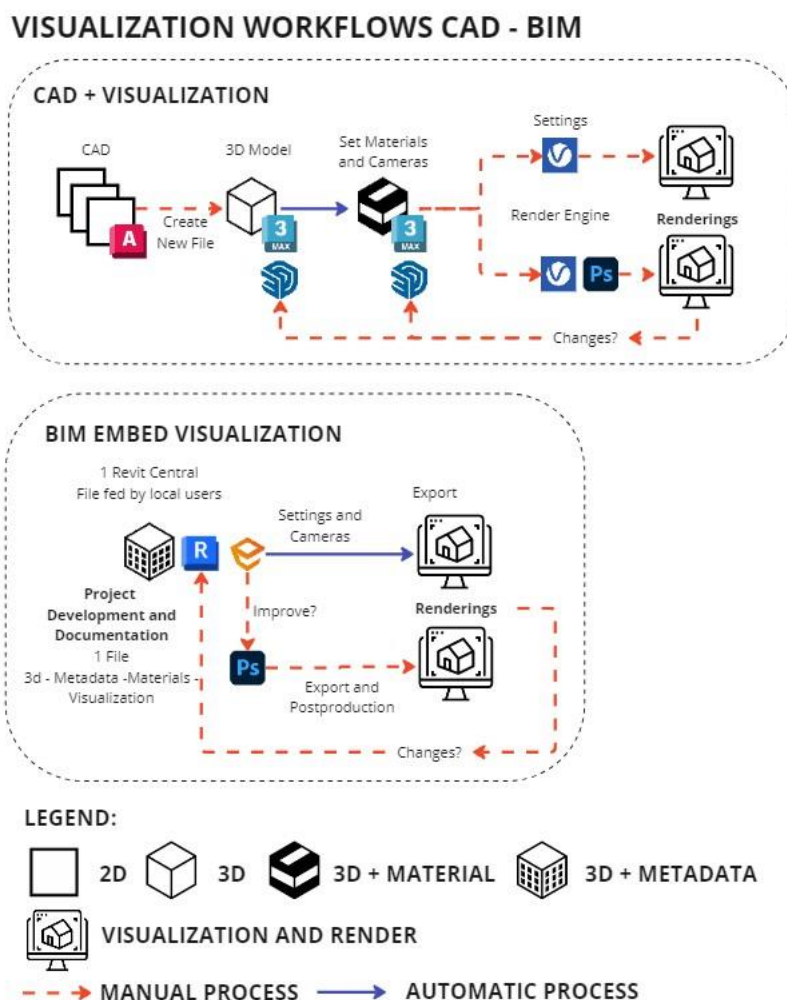 VISUALIZATION WORKFLOWS CAD - BIM
CAD + VISUALIZATION
CAD
3D Model
Set Materials
and Cameras
Settings
Create
New File
A
3
MAX
3
MAX
Render Engine
Renderings
Ps
Changes?
BIM EMBED VISUALIZATION
1 Revit Central
File fed by local users
Settings and
Cameras
Export
R
Project
Development and
Documentation
1 File
3d - Metadata -Materials -
Visualization
Improve?
Renderings
Ps
Export and
Postproduction
Changes?
LEGEND:
2D
3D
3D + MATERIAL
3D + METADATA
VISUALIZATION AND RENDER
MANUAL PROCESS
AUTOMATIC PROCESS